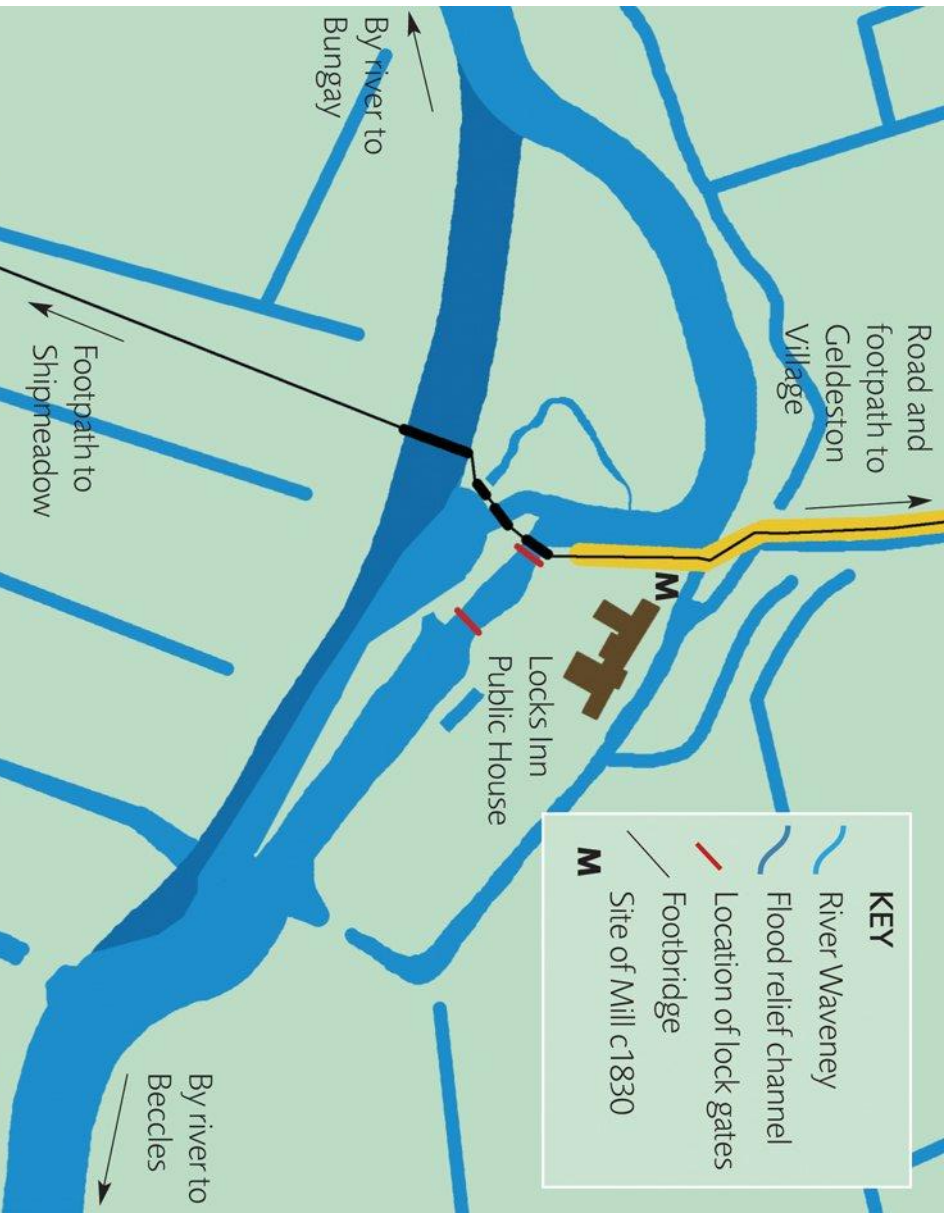 Road and
footpath to
Geldeston
Village
By river to
Bungay
Footpath to
Shipmeadow
M
Locks Inn
Public House
By river to
Beccles
KEY
River Waveney
Flood relief channel
Location of lock gates
Footbridge
M Site of Mill c1830